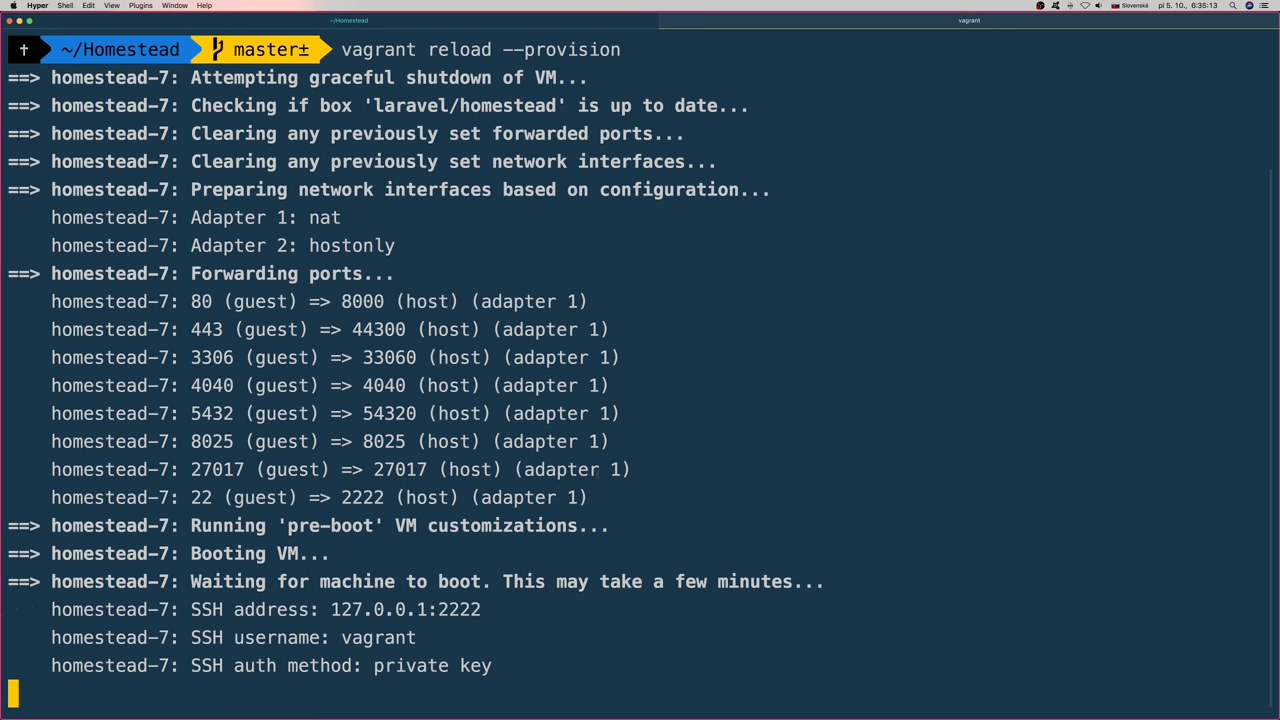 Hyper Shell Edit View Plugins Window Help Slovenská pi 5. 10., 6:35:13
~/Homestead vagrant
† ~/Homestead master± vagrant reload --provision
==> homestead-7: Attempting graceful shutdown of VM...
==> homestead-7: Checking if box 'laravel/homestead' is up to date...
==> homestead-7: Clearing any previously set forwarded ports...
==> homestead-7: Clearing any previously set network interfaces...
==> homestead-7: Preparing network interfaces based on configuration...
homestead-7: Adapter 1: nat
homestead-7: Adapter 2: hostonly
==> homestead-7: Forwarding ports...
homestead-7: 80 (guest) => 8000 (host) (adapter 1)
homestead-7: 443 (guest) => 44300 (host) (adapter 1)
homestead-7: 3306 (guest) => 33060 (host) (adapter 1)
homestead-7: 4040 (guest) => 4040 (host) (adapter 1)
homestead-7: 5432 (guest) => 54320 (host) (adapter 1)
homestead-7: 8025 (guest) => 8025 (host) (adapter 1)
homestead-7: 27017 (guest) => 27017 (host) (adapter 1)
homestead-7: 22 (guest) => 2222 (host) (adapter 1)
==> homestead-7: Running 'pre-boot' VM customizations...
==> homestead-7: Booting VM...
==> homestead-7: Waiting for machine to boot. This may take a few minutes...
homestead-7: SSH address: 127.0.0.1:2222
homestead-7: SSH username: vagrant
homestead-7: SSH auth method: private key